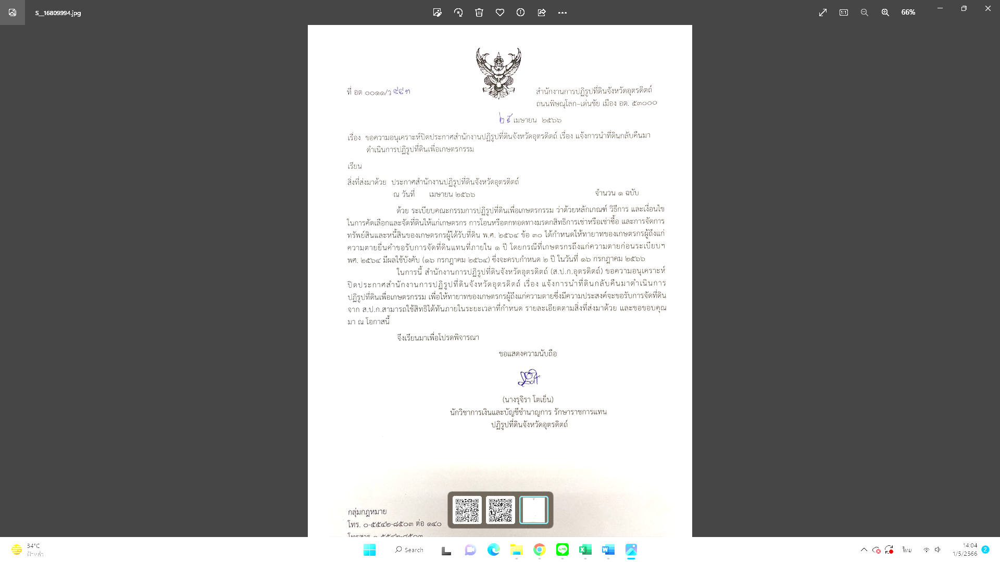 S__16809994.jpg
66%
ที่ อต ๐๐๑๑/ว
สำนักงานการปฏิรูปที่ดินจังหวัดอุตรดิตถ์
ถนนพิษณุโลก-เด่นชัย เมือง อต. ๕๓๐๐๐
เมษายน ๒๕๖๖
เรื่อง ขอความอนุเคราะห์ปิดประกาศสำนักงานปฏิรูปที่ดินจังหวัดอุตรดิตถ์ เรื่อง แจ้งการนำที่ดินกลับคืนมา
ดำเนินการปฏิรูปที่ดินเพื่อเกษตรกรรม
เรียน
สิ่งที่ส่งมาด้วย ประกาศสำนักงานปฏิรูปที่ดินจังหวัดอุตรดิตถ์
ณ วันที่ เมษายน ๒๕๖๖ จำนวน ๑ ฉบับ
ด้วย ระเบียบคณะกรรมการปฏิรูปที่ดินเพื่อเกษตรกรรม ว่าด้วยหลักเกณฑ์ วิธีการ และเงื่อนไข
ในการคัดเลือกและจัดที่ดินให้แก่เกษตรกร การโอนหรือตกทอดทางมรดกสิทธิการเช่าหรือเช่าซื้อ และการจัดการ
ทรัพย์สินและหนี้สินของเกษตรกรผู้ได้รับที่ดิน พ.ศ. ๒๕๖๔ ข้อ ๓๐ ได้กำหนดให้ทายาทของเกษตรกรผู้ถึงแก่
ความตายยื่นคำขอรับการจัดที่ดินแทนที่ภายใน ๑ ปี โดยกรณีที่เกษตรกรถึงแก่ความตายก่อนระเบียบฯ
พศ. ๒๕๖๔ มีผลใช้บังคับ (๑๖ กรกฎาคม ๒๕๖๔) ซึ่งจะครบกำหนด ๒ ปี ในวันที่ ๑๖ กรกฎาคม ๒๕๖๖
ในการนี้ สำนักงานการปฏิรูปที่ดินจังหวัดอุตรดิตถ์ (ส.ป.ก.อุตรดิตถ์) ขอความอนุเคราะห์
ปิดประกาศสำนักงานการปฏิรูปที่ดินจังหวัดอุตรดิตถ์ เรื่อง แจ้งการนำที่ดินกลับคืนมาดำเนินการ
ปฏิรูปที่ดินเพื่อเกษตรกรรม เพื่อให้ทายาทของเกษตรกรผู้ถึงแก่ความตายซึ่งมีความประสงค์จะขอรับการจัดที่ดิน
จาก ส.ป.ก.สามารถใช้สิทธิได้ทันภายในระยะเวลาที่กำหนด รายละเอียดตามสิ่งที่ส่งมาด้วย และขอขอบคุณ
มา ณ โอกาสนี้
จึงเรียนมาเพื่อโปรดพิจารณา
ขอแสดงความนับถือ
(นางรุจิรา โตเย็น)
นักวิชาการเงินและบัญชีชำนาญการ รักษาราชการแทน
ปฏิรูปที่ดินจังหวัดอุตรดิตถ์
กลุ่มกฎหมาย
โทร. ๐-๕๕๔๒-๘๕๐๓ ต่อ ๑๔๐
โทรสาร ๐-๕๕๔๒-๘๕๐๓
34°C
ฟ้าหลัว
Search
ไทย
14:04
1/5/2566
2